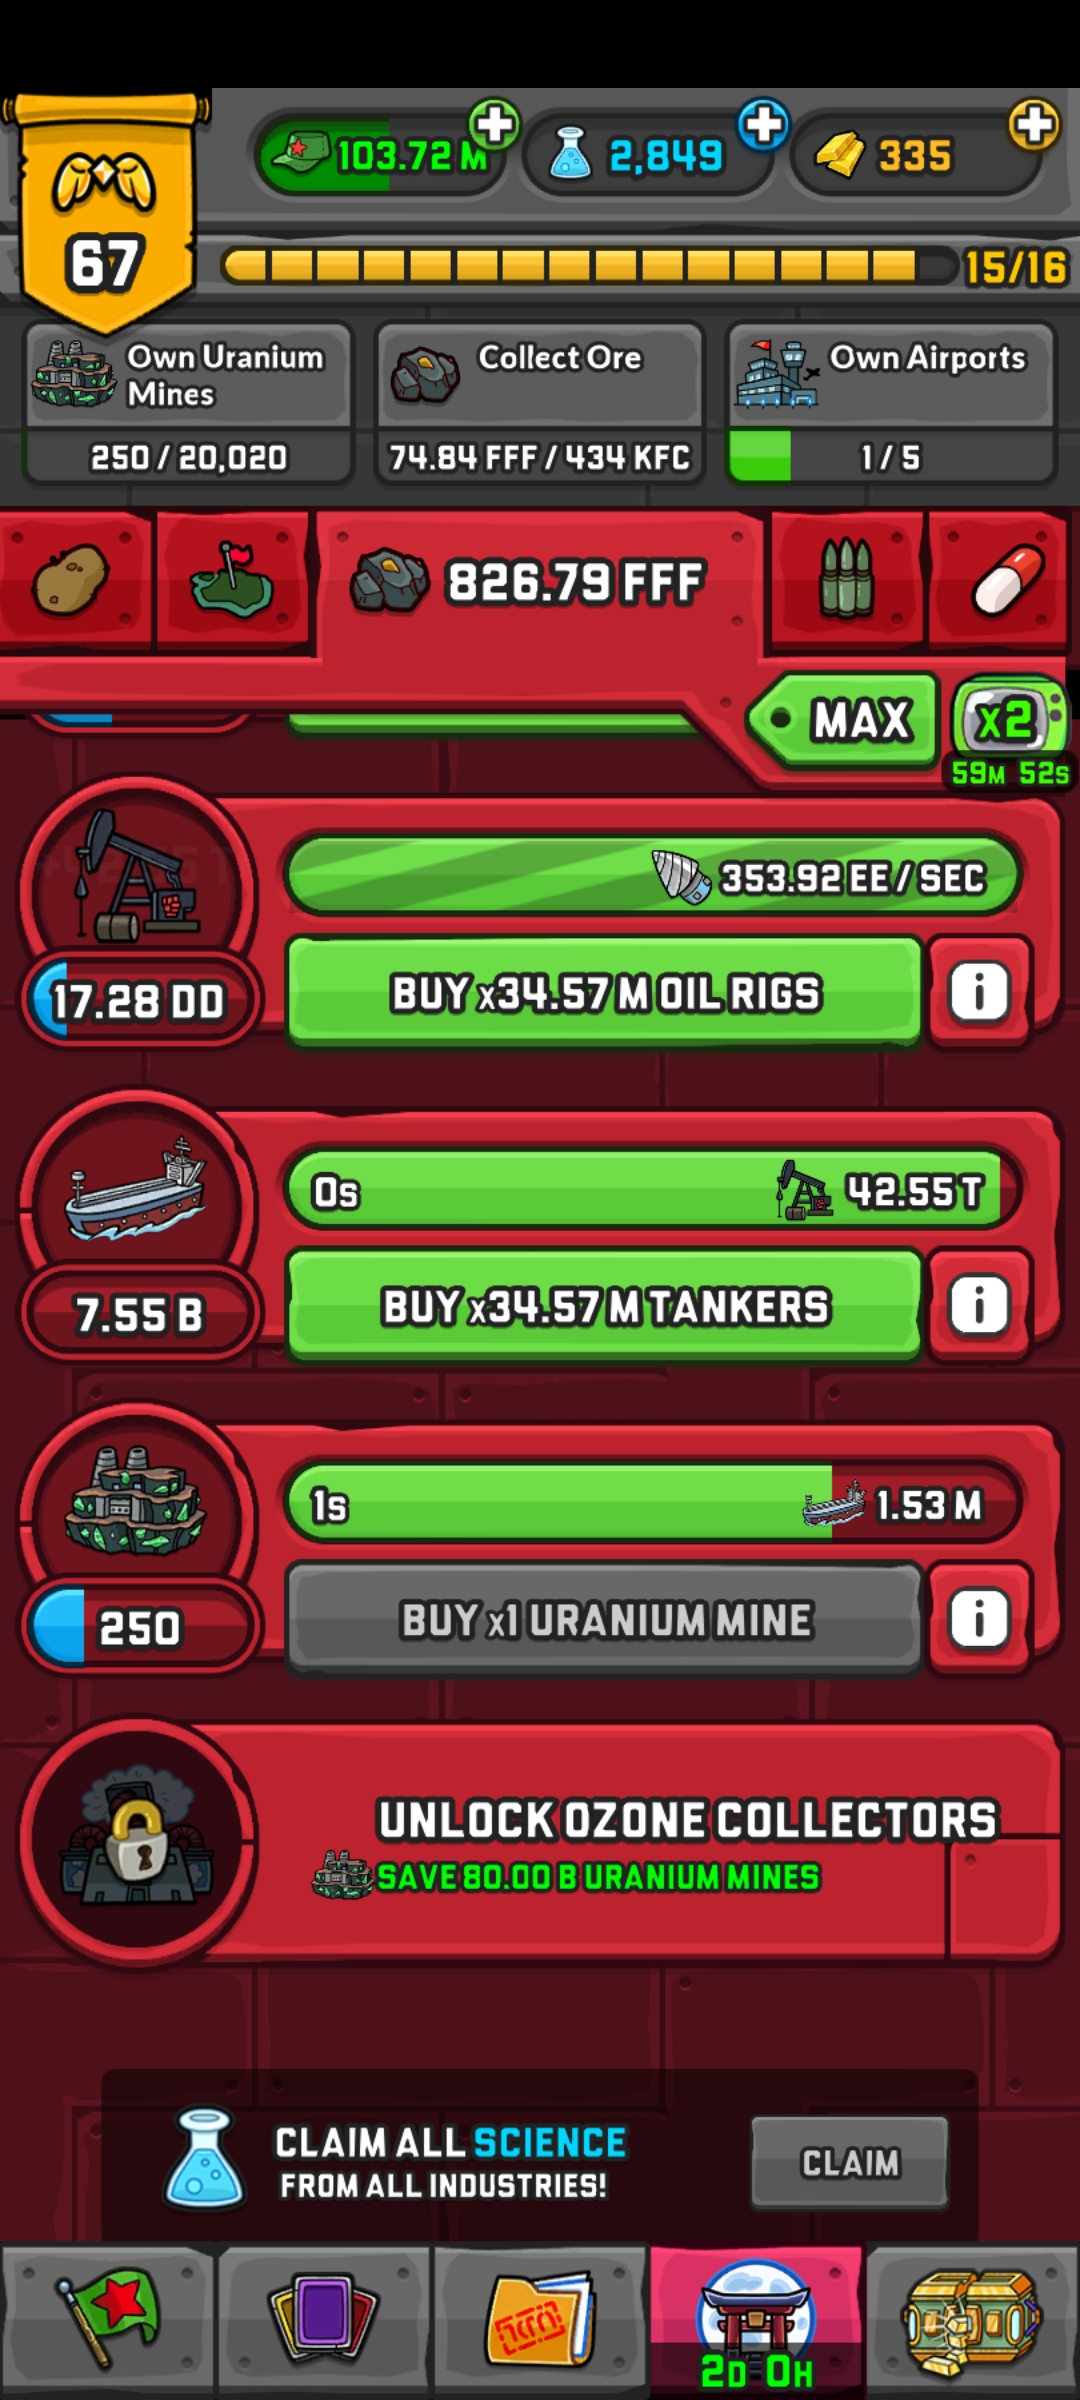 103.72 M
2,849
335
67
15/16
Own Uranium
Mines
250 / 20,020
Collect Ore
74.84 FFF / 434 KFC
Own Airports
1 / 5
826.79 FFF
MAX
x2
59M 52S
353.92 EE / SEC
17.28 DD
BUY x34.57 M OIL RIGS
i
0s
42.55 T
7.55 B
BUY x34.57 M TANKERS
i
1s
1.53 M
250
BUY x1 URANIUM MINE
i
UNLOCK OZONE COLLECTORS
SAVE 80.00 B URANIUM MINES
CLAIM ALL SCIENCE
FROM ALL INDUSTRIES!
CLAIM
2D 0H